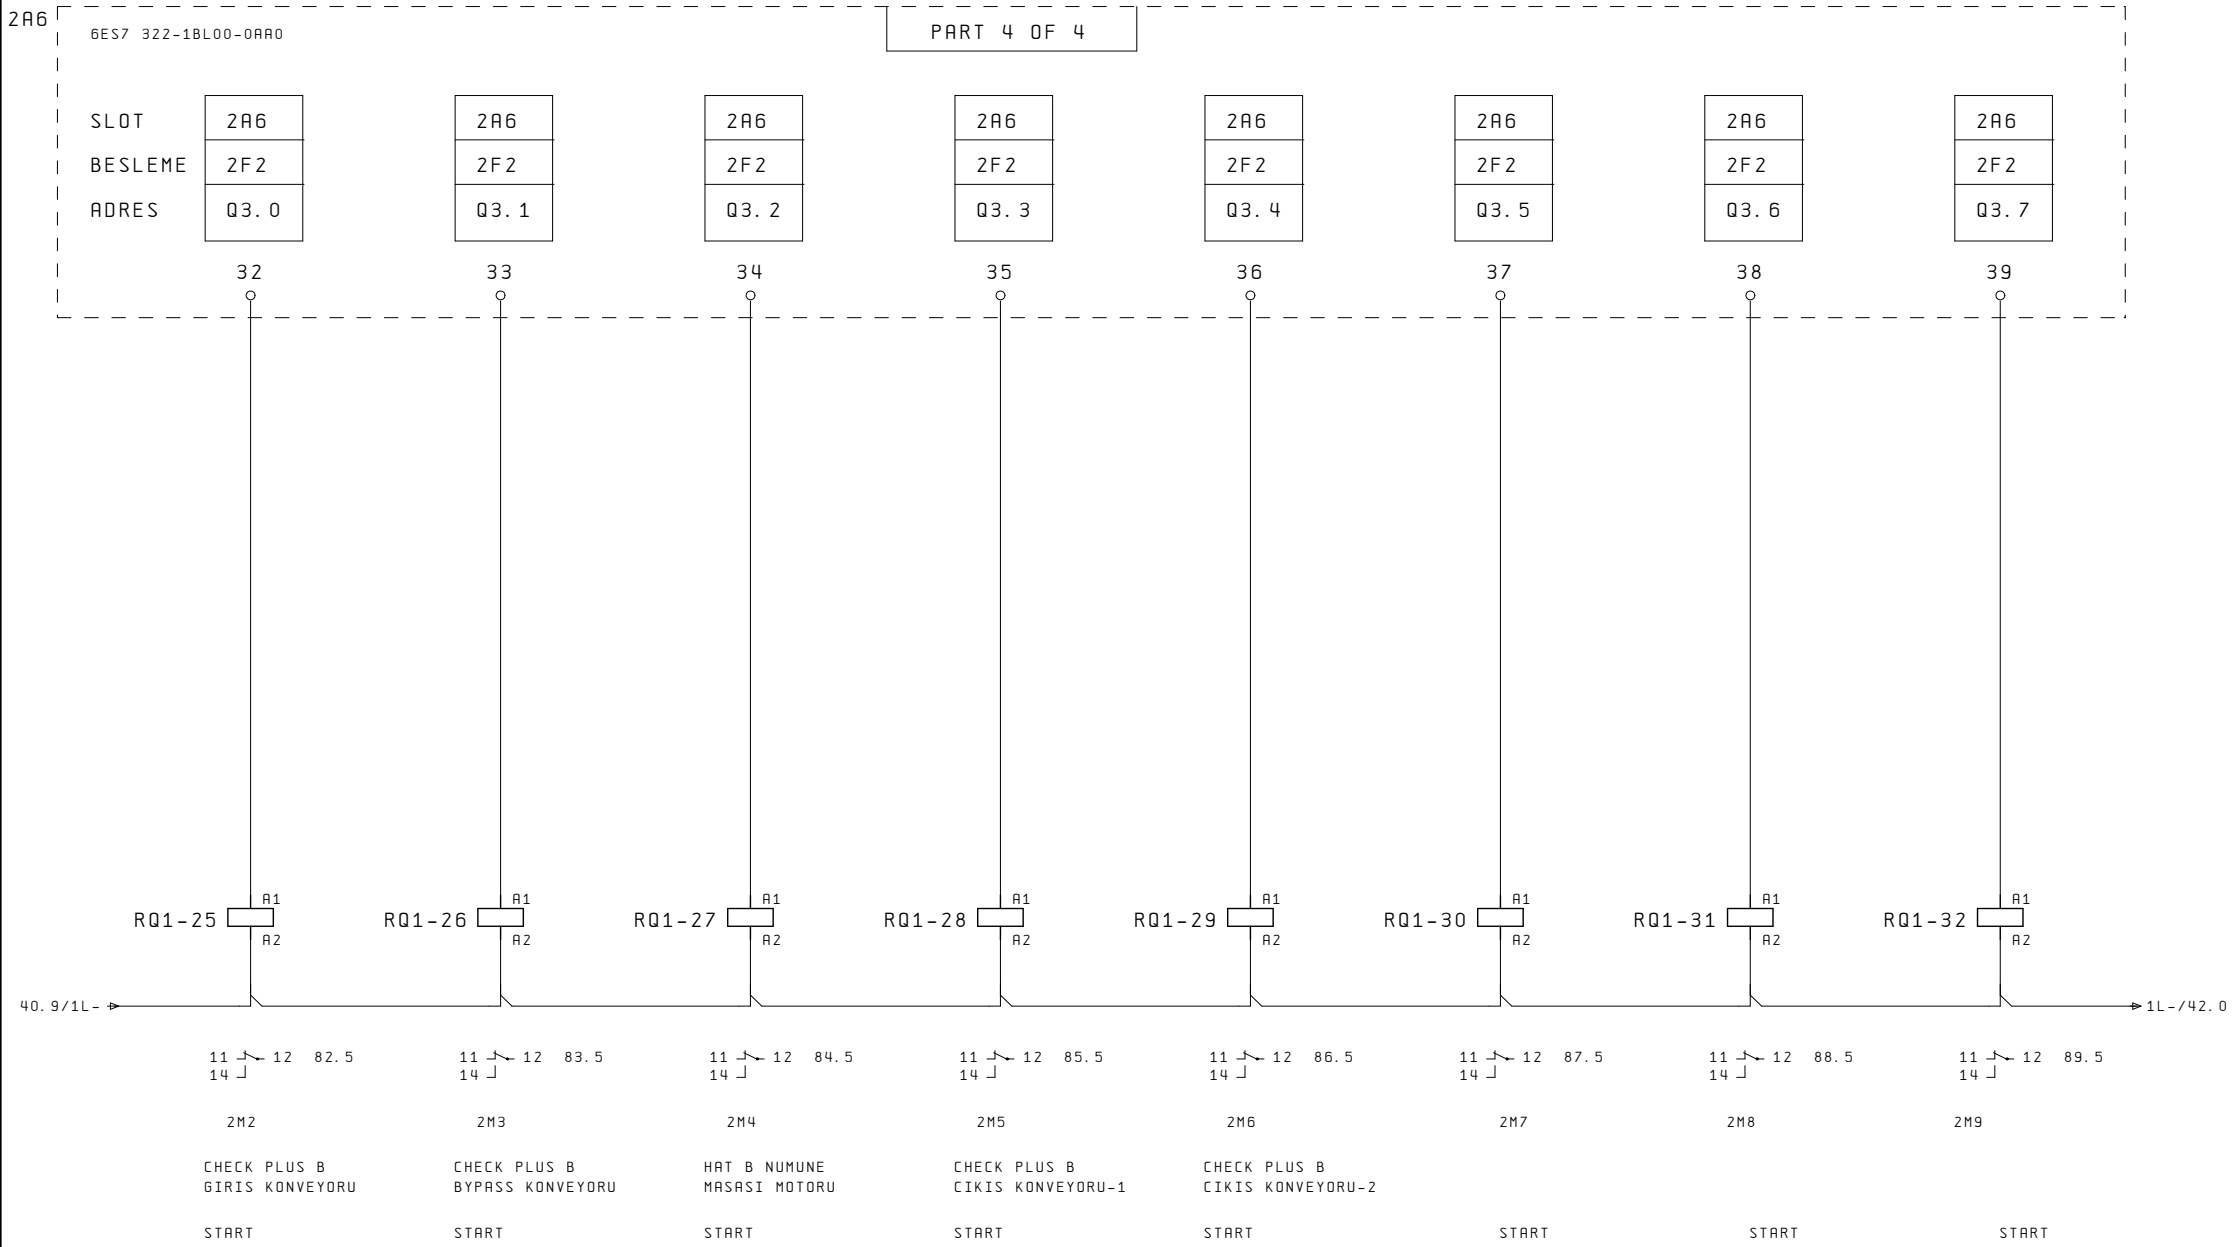 2A6
6ES7 322-1BL00-0AA0
PART 4 OF 4
SLOT 2A6 2A6 2A6 2A6 2A6 2A6 2A6 2A6
BESLEME 2F2 2F2 2F2 2F2 2F2 2F2 2F2 2F2
ADRES Q3.0 Q3.1 Q3.2 Q3.3 Q3.4 Q3.5 Q3.6 Q3.7
32 33 34 35 36 37 38 39
A1 A1 A1 A1 A1 A1 A1 A1
RQ1-25 RQ1-26 RQ1-27 RQ1-28 RQ1-29 RQ1-30 RQ1-31 RQ1-32
A2 A2 A2 A2 A2 A2 A2 A2
40.9/1L- 1L-/42.0
11 12 82.5 11 12 83.5 11 12 84.5 11 12 85.5 11 12 86.5 11 12 87.5 11 12 88.5 11 12 89.5
14 14 14 14 14 14 14 14
2M2 2M3 2M4 2M5 2M6 2M7 2M8 2M9
CHECK PLUS B CHECK PLUS B HAT B NUMUNE CHECK PLUS B CHECK PLUS B
GIRIS KONVEYORU BYPASS KONVEYORU MASASI MOTORU CIKIS KONVEYORU-1 CIKIS KONVEYORU-2
START START START START START START START START